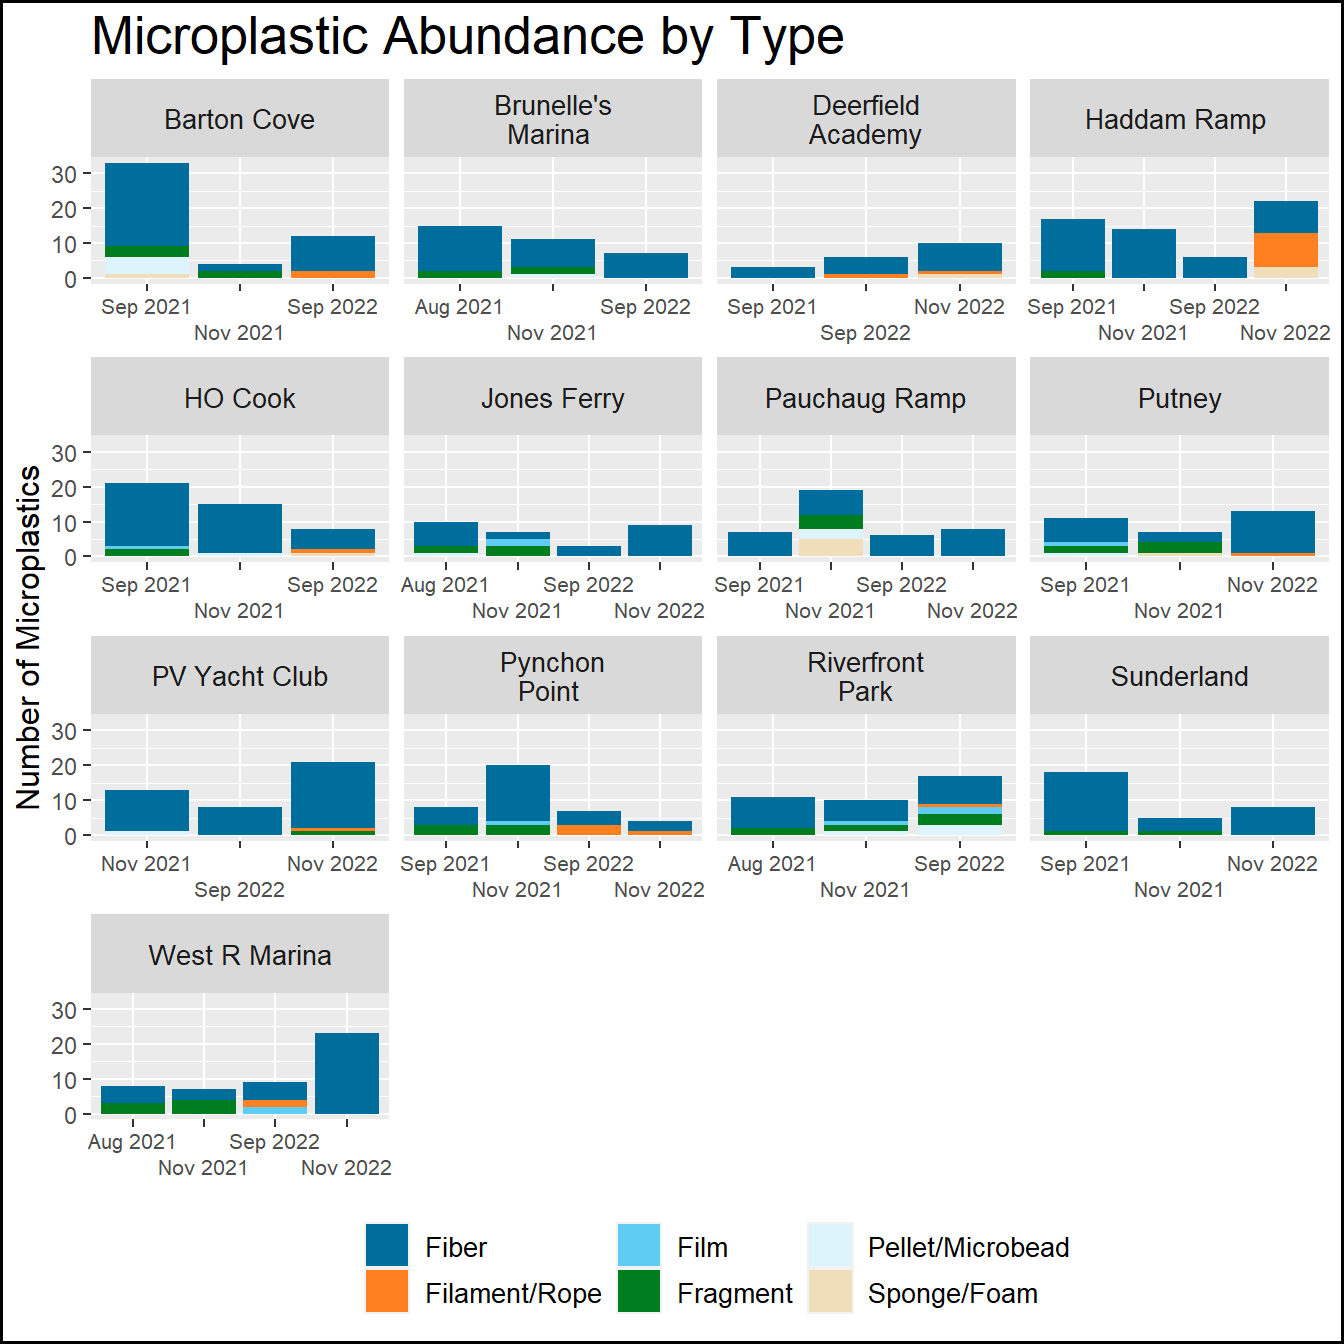 Microplastic Abundance by Type
Number of Microplastics
Barton Cove
Brunelle's
Marina
Deerfield
Academy
Haddam Ramp
30
20
10
0
Sep 2021
Nov 2021
Sep 2022
Aug 2021
Nov 2021
Sep 2022
Sep 2021
Sep 2022
Nov 2022
Sep 2021
Nov 2021
Sep 2022
Nov 2022
HO Cook
Jones Ferry
Pauchaug Ramp
Putney
30
20
10
0
Sep 2021
Nov 2021
Sep 2022
Aug 2021
Nov 2021
Sep 2022
Nov 2022
Sep 2021
Nov 2021
Sep 2022
Nov 2022
Sep 2021
Nov 2021
Nov 2022
PV Yacht Club
Pynchon
Point
Riverfront
Park
Sunderland
30
20
10
0
Nov 2021
Sep 2022
Nov 2022
Sep 2021
Nov 2021
Sep 2022
Nov 2022
Aug 2021
Nov 2021
Sep 2022
Sep 2021
Nov 2021
Nov 2022
West R Marina
30
20
10
0
Aug 2021
Nov 2021
Sep 2022
Nov 2022
Fiber
Filament/Rope
Film
Fragment
Pellet/Microbead
Sponge/Foam